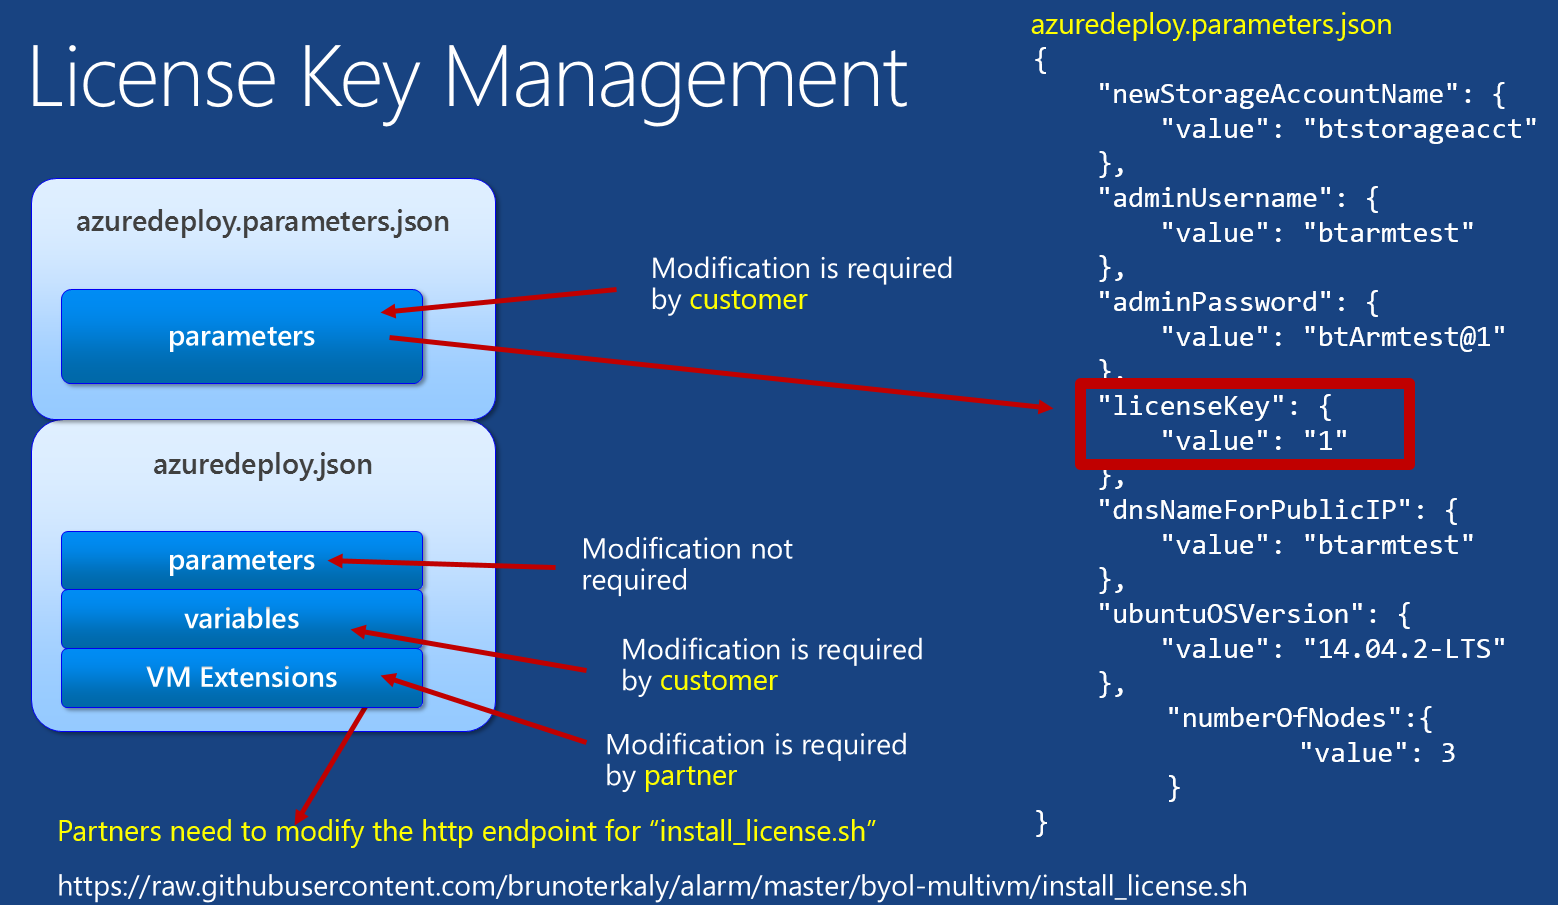 License Key Management
azuredeploy.parameters.json
parameters
Modification is required
by customer
azuredeploy.json
parameters
variables
VM Extensions
Modification not
required
Modification is required
by customer
Modification is required
by partner
Partners need to modify the http endpoint for “install_license.sh”
https://raw.githubusercontent.com/brunoterkaly/alarm/master/byol-multivm/install_license.sh
azuredeploy.parameters.json
{
"newStorageAccountName": {
"value": "btstorageacct"
},
"adminUsername": {
"value": "btarmtest"
},
"adminPassword": {
"value": "btArmtest@1"
},
"licenseKey": {
"value": "1"
},
"dnsNameForPublicIP": {
"value": "btarmtest"
},
"ubuntuOSVersion": {
"value": "14.04.2-LTS"
},
"numberOfNodes":{
"value": 3
}
}